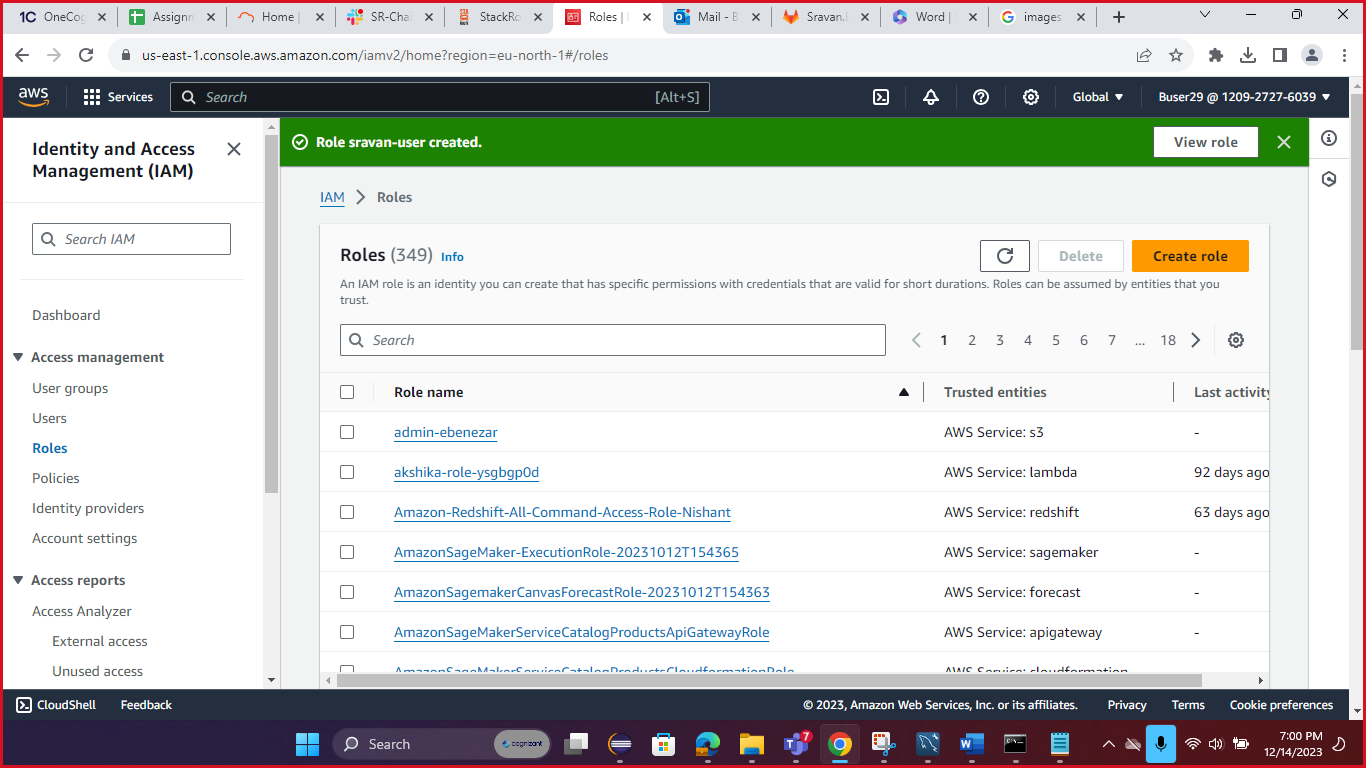 1C OneCog
Assignm
Home |
SR-Cha
StackRo
Roles |
Mail - B
Sravan.
Word |
images
us-east-1.console.aws.amazon.com/iamv2/home?region=eu-north-1#/roles
aws
Services
Search
[Alt+S]
Global
Buser29 @ 1209-2727-6039
Identity and Access
Management (IAM)
Search IAM
Dashboard
Access management
User groups
Users
Roles
Policies
Identity providers
Account settings
Access reports
Access Analyzer
External access
Unused access
Role sravan-user created.
View role
IAM > Roles
Roles (349) Info
Delete
Create role
An IAM role is an identity you can create that has specific permissions with credentials that are valid for short durations. Roles can be assumed by entities that you
trust.
Search
1 2 3 4 5 6 7 ... 18
Role name Trusted entities Last activity
admin-ebenezar AWS Service: s3 -
akshika-role-ysgbgp0d AWS Service: lambda 92 days ago
Amazon-Redshift-All-Command-Access-Role-Nishant AWS Service: redshift 63 days ago
AmazonSageMaker-ExecutionRole-20231012T154365 AWS Service: sagemaker -
AmazonSagemakerCanvasForecastRole-20231012T154363 AWS Service: forecast -
AmazonSageMakerServiceCatalogProductsApiGatewayRole AWS Service: apigateway -
AmazonSageMakerServiceCatalogProductsCloudformationRole AWS Service: cloudformation
CloudShell
Feedback
© 2023, Amazon Web Services, Inc. or its affiliates.
Privacy
Terms
Cookie preferences
Search
cognizant
7
7:00 PM
12/14/2023